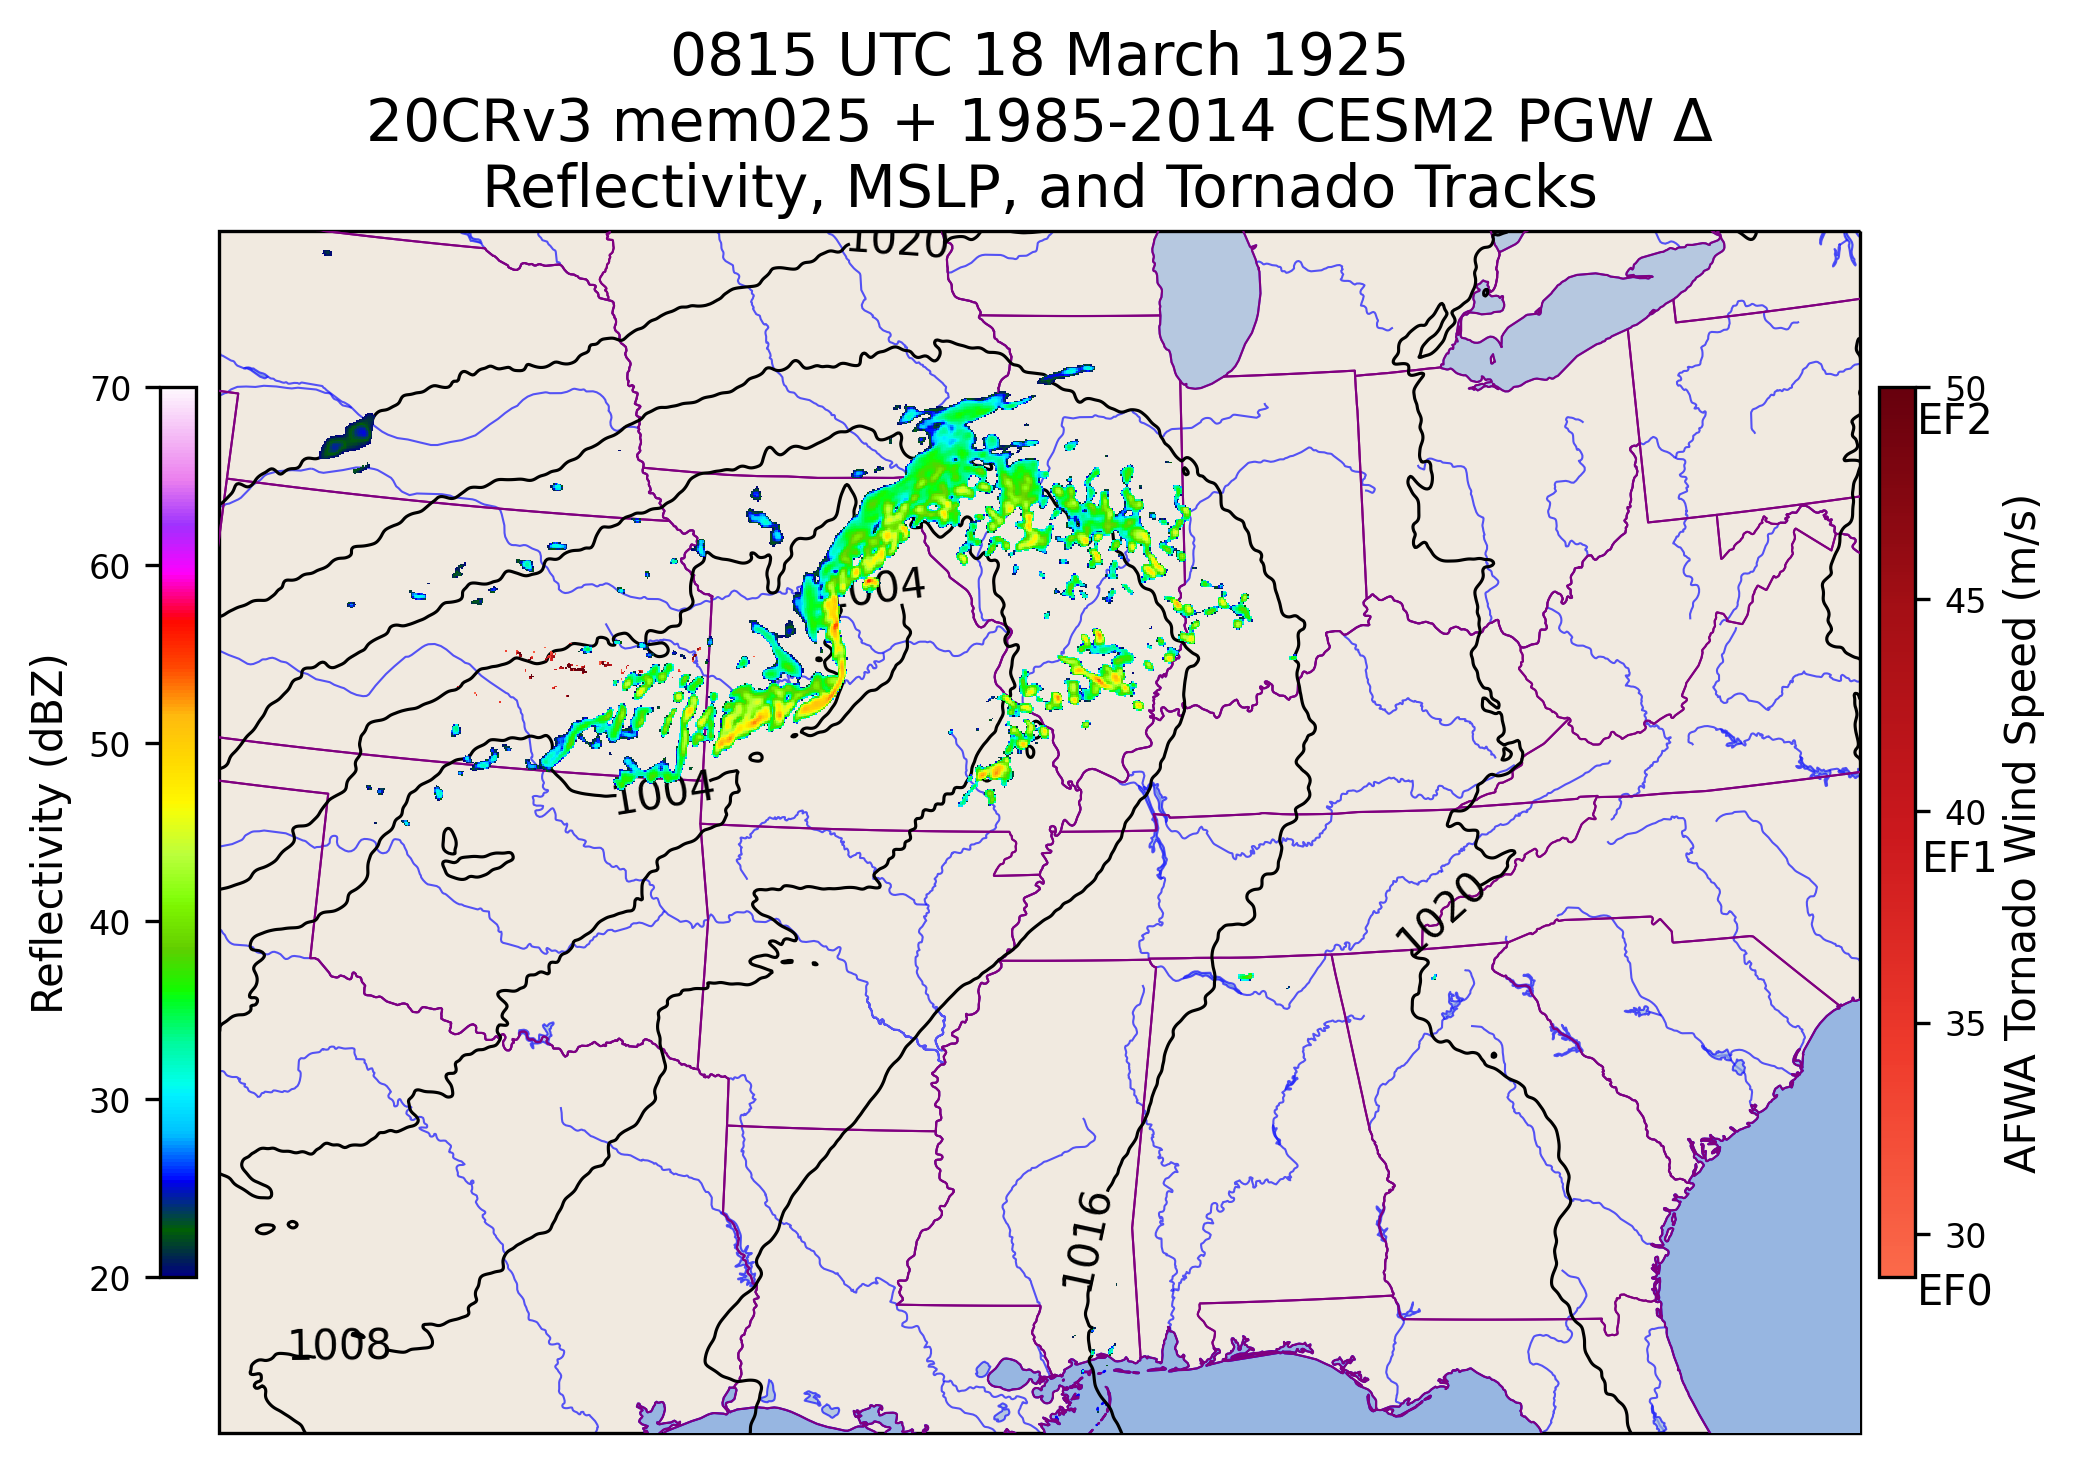 0815 UTC 18 March 1925
20CRv3 mem025 + 1985-2014 CESM2 PGW Δ
Reflectivity, MSLP, and Tornado Tracks
1020
70
60
50
40
30
20
Reflectivity (dBZ)
1004
1004
1020
1016
1008
50
EF2
45
40
EF1
35
30
EF0
AFWA Tornado Wind Speed (m/s)